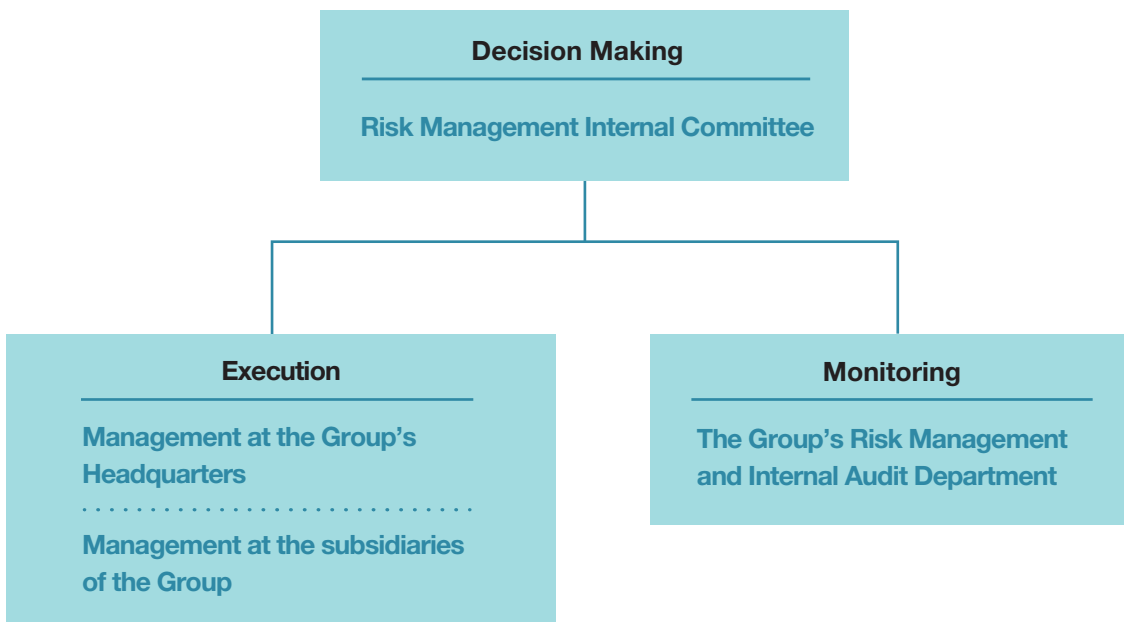 Decision Making
Risk Management Internal Committee
Execution
Management at the Group’s
Headquarters
Management at the subsidiaries
of the Group
Monitoring
The Group’s Risk Management
and Internal Audit Department